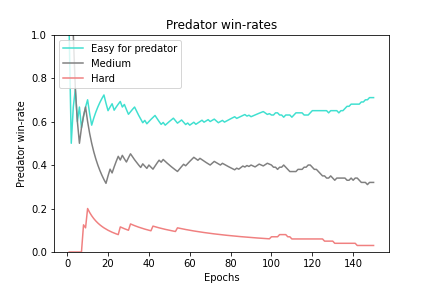 Predator win-rates
Predator win-rate
1.0
0.8
0.6
0.4
0.2
0.0
Easy for predator
Medium
Hard
0 20 40 60 80 100 120 140
Epochs